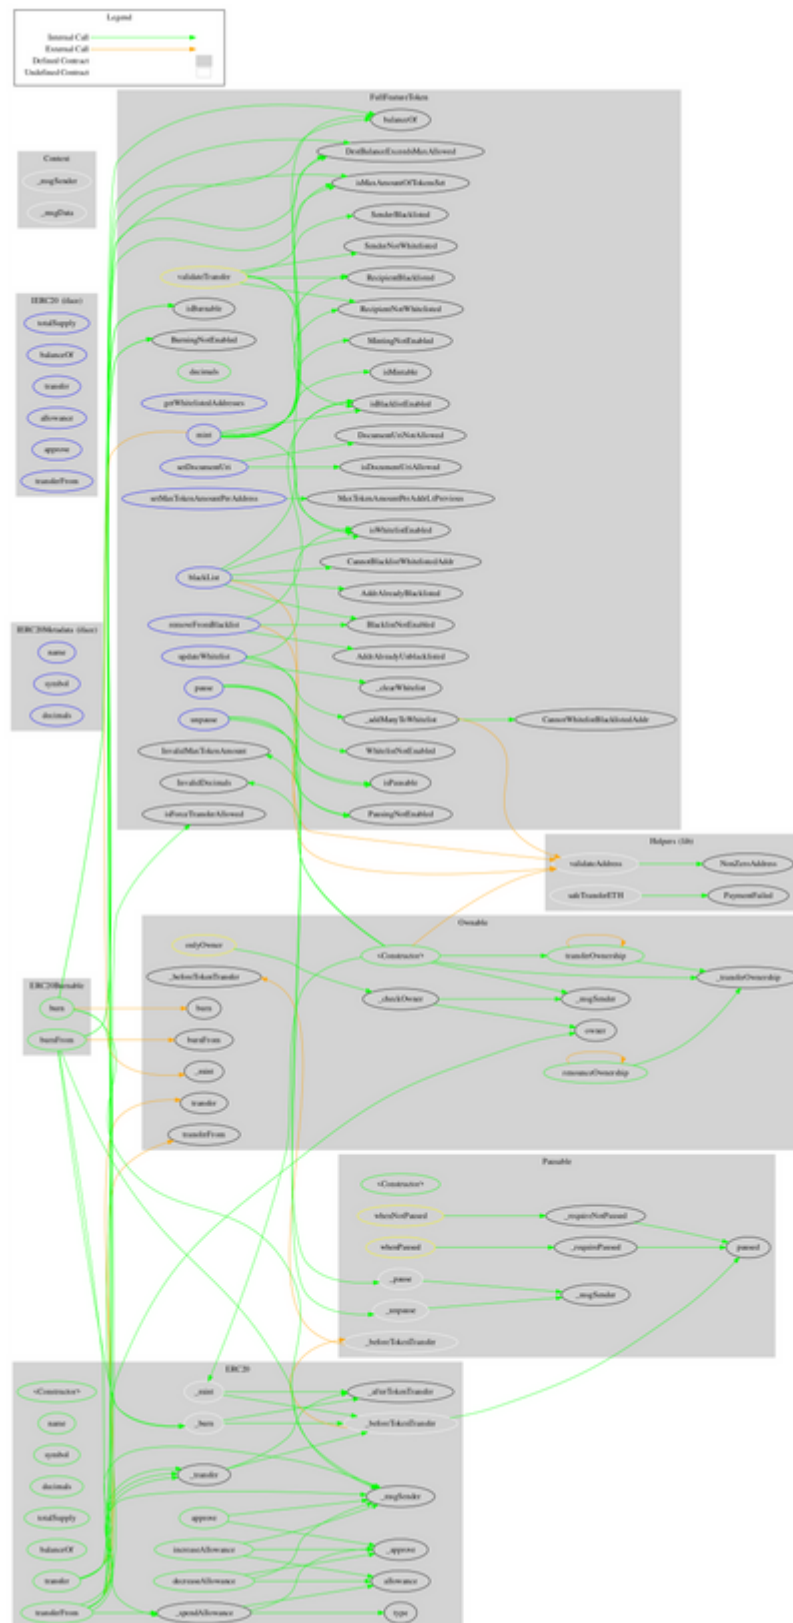 Legend
Internal Call
External Call
Defined Contract
Undefined Contract
FullFeatureToken
balanceOf
DestBalanceExceedsMaxAllowed
isMaxAmountOfTokensSet
SenderBlacklisted
SenderNotWhitelisted
validateTransfer
RecipientBlacklisted
isBurnable
RecipientNotWhitelisted
BurningNotEnabled
MintingNotEnabled
decimals
isMintable
getWhitelistedAddresses
isBlacklistEnabled
mint
DocumentUriNotAllowed
setDocumentUri
isDocumentUriAllowed
setMaxTokenAmountPerAddress
MaxTokenAmountPerAddrLtPrevious
isWhitelistEnabled
CannotBlacklistWhitelistedAddr
blackList
AddrAlreadyBlacklisted
removeFromBlacklist
BlacklistNotEnabled
updateWhitelist
AddrAlreadyUnblacklisted
pause
_clearWhitelist
unpause
_addManyToWhitelist
CannotWhitelistBlacklistedAddr
InvalidMaxTokenAmount
WhitelistNotEnabled
InvalidDecimals
isPausable
isForceTransferAllowed
PausingNotEnabled
Context
_msgSender
_msgData
IERC20 (iface)
totalSupply
balanceOf
transfer
allowance
approve
transferFrom
IERC20Metadata (iface)
name
symbol
decimals
Helpers (lib)
validateAddress
NonZeroAddress
safeTransferETH
PaymentFailed
Ownable
onlyOwner
<Constructor>
transferOwnership
_beforeTokenTransfer
_transferOwnership
_checkOwner
_msgSender
burn
owner
burnFrom
_mint
renounceOwnership
transfer
transferFrom
ERC20Burnable
burn
burnFrom
Pausable
<Constructor>
whenNotPaused
_requireNotPaused
whenPaused
_requirePaused
paused
_pause
_msgSender
_unpause
_beforeTokenTransfer
ERC20
<Constructor>
_mint
_afterTokenTransfer
name
_burn
_beforeTokenTransfer
symbol
_transfer
decimals
_msgSender
totalSupply
approve
balanceOf
increaseAllowance
_approve
transfer
decreaseAllowance
allowance
transferFrom
_spendAllowance
type